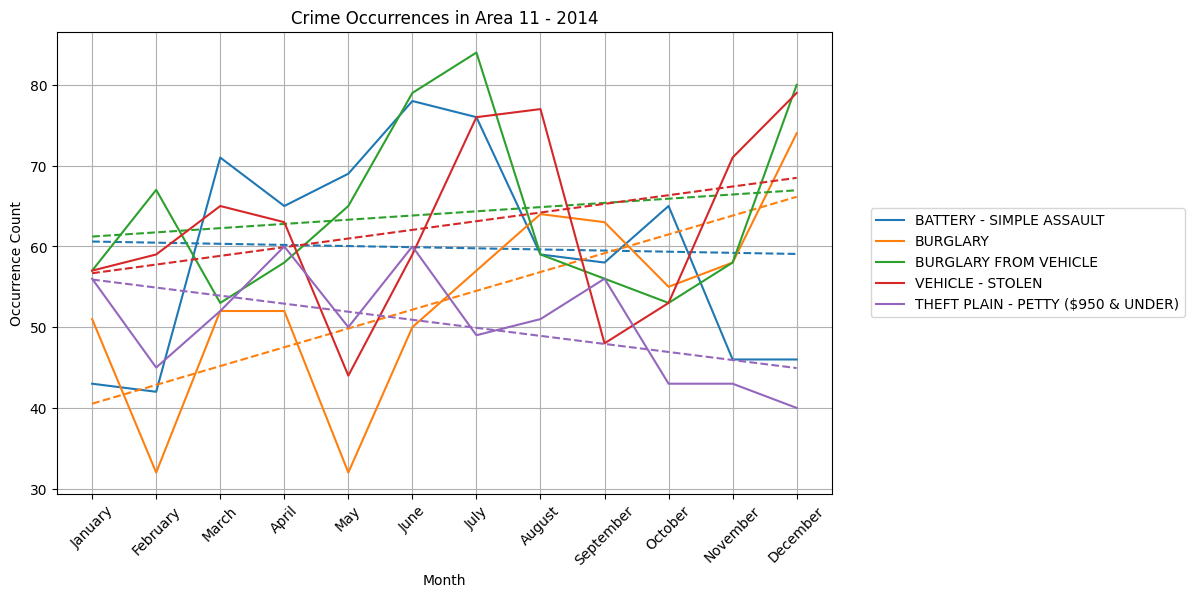 Crime Occurrences in Area 11 - 2014
Occurrence Count
80
70
60
50
40
30
January
February
March
April
May
June
July
August
September
October
November
December
Month
BATTERY - SIMPLE ASSAULT
BURGLARY
BURGLARY FROM VEHICLE
VEHICLE - STOLEN
THEFT PLAIN - PETTY ($950 & UNDER)